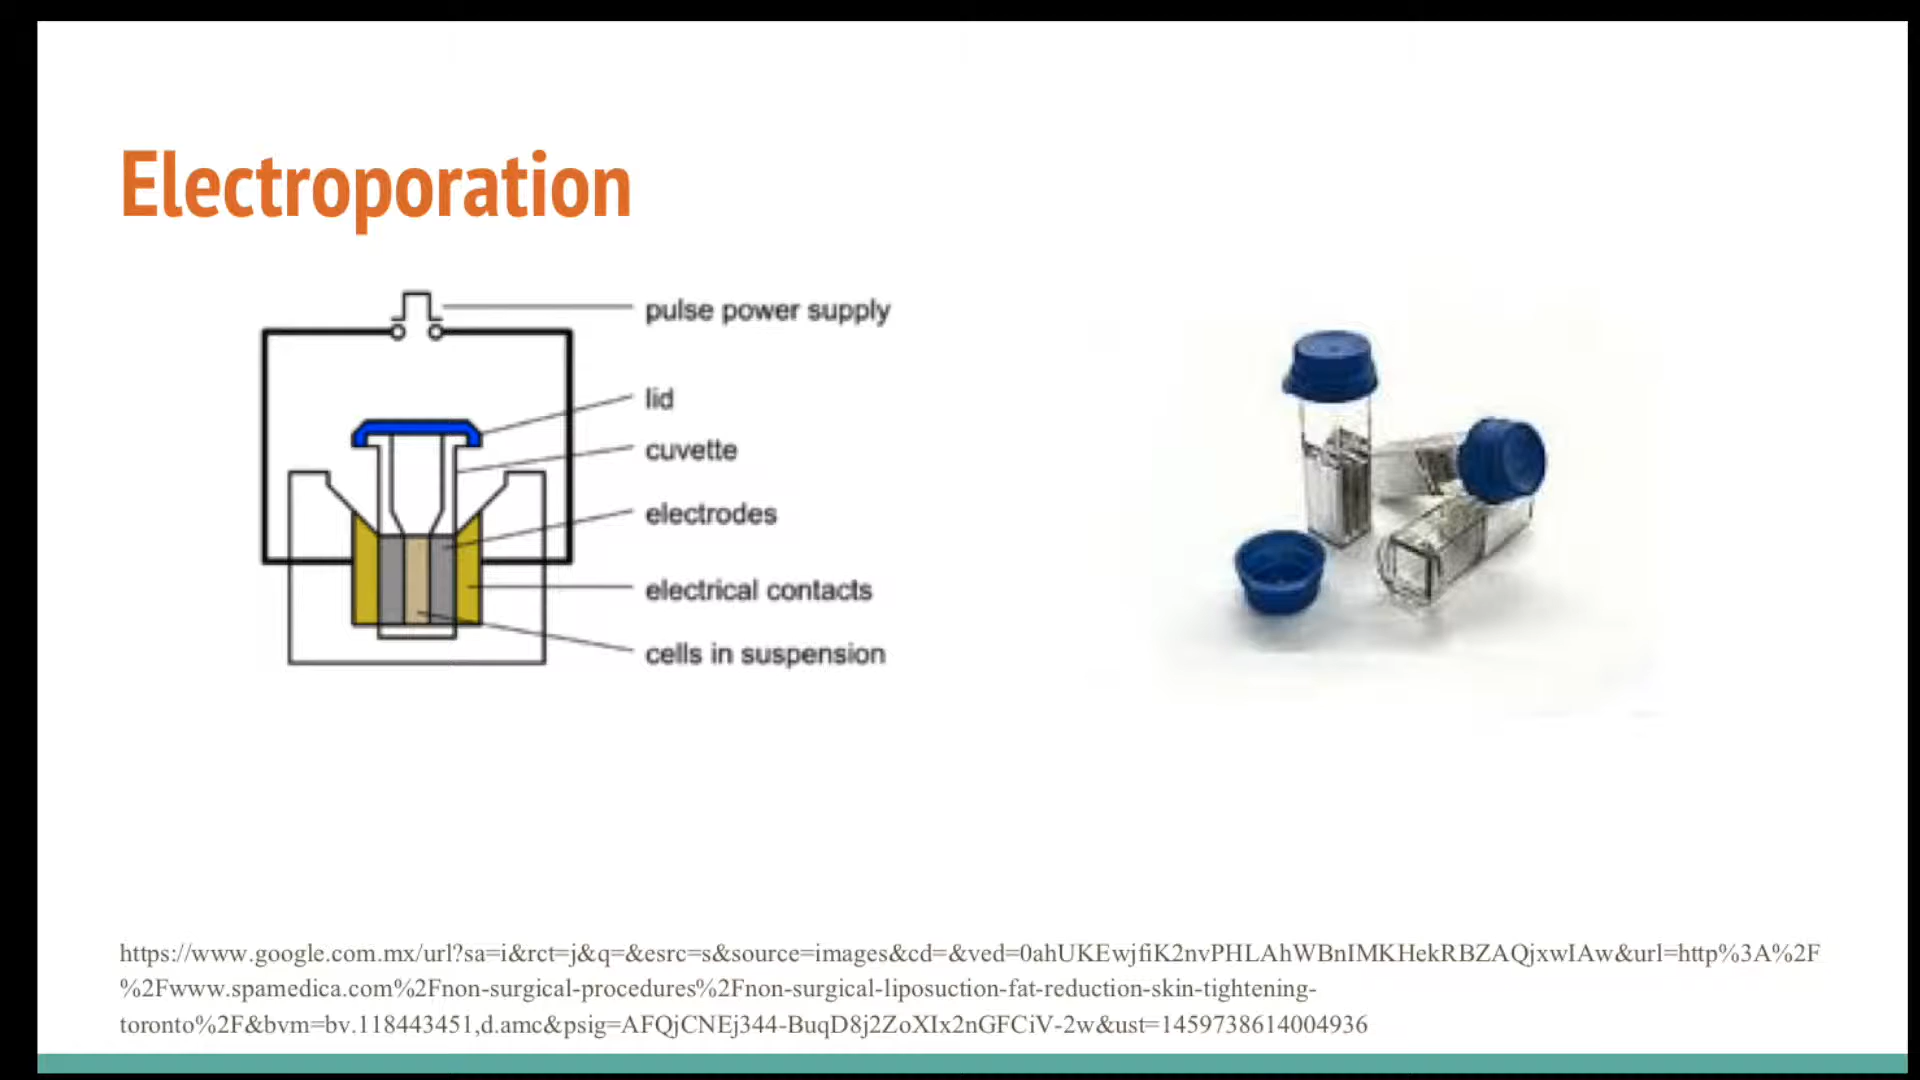 Electroporation
pulse power supply
lid
cuvette
electrodes
electrical contacts
cells in suspension
https://www.google.com.mx/url?sa=i&rct=j&q=&esrc=s&source=images&cd=&ved=0ahUKEwjfiK2nvPHLAhWBnIMKHekRBZAQjxwIAw&url=http%3A%2F
%2Fwww.spamedica.com%2Fnon-surgical-procedures%2Fnon-surgical-liposuction-fat-reduction-skin-tightening-
toronto%2F&bvm=bv.118443451,d.amc&psig=AFQjCNEj344-BuqD8j2ZoXIx2nGFCiV-2w&ust=1459738614004936